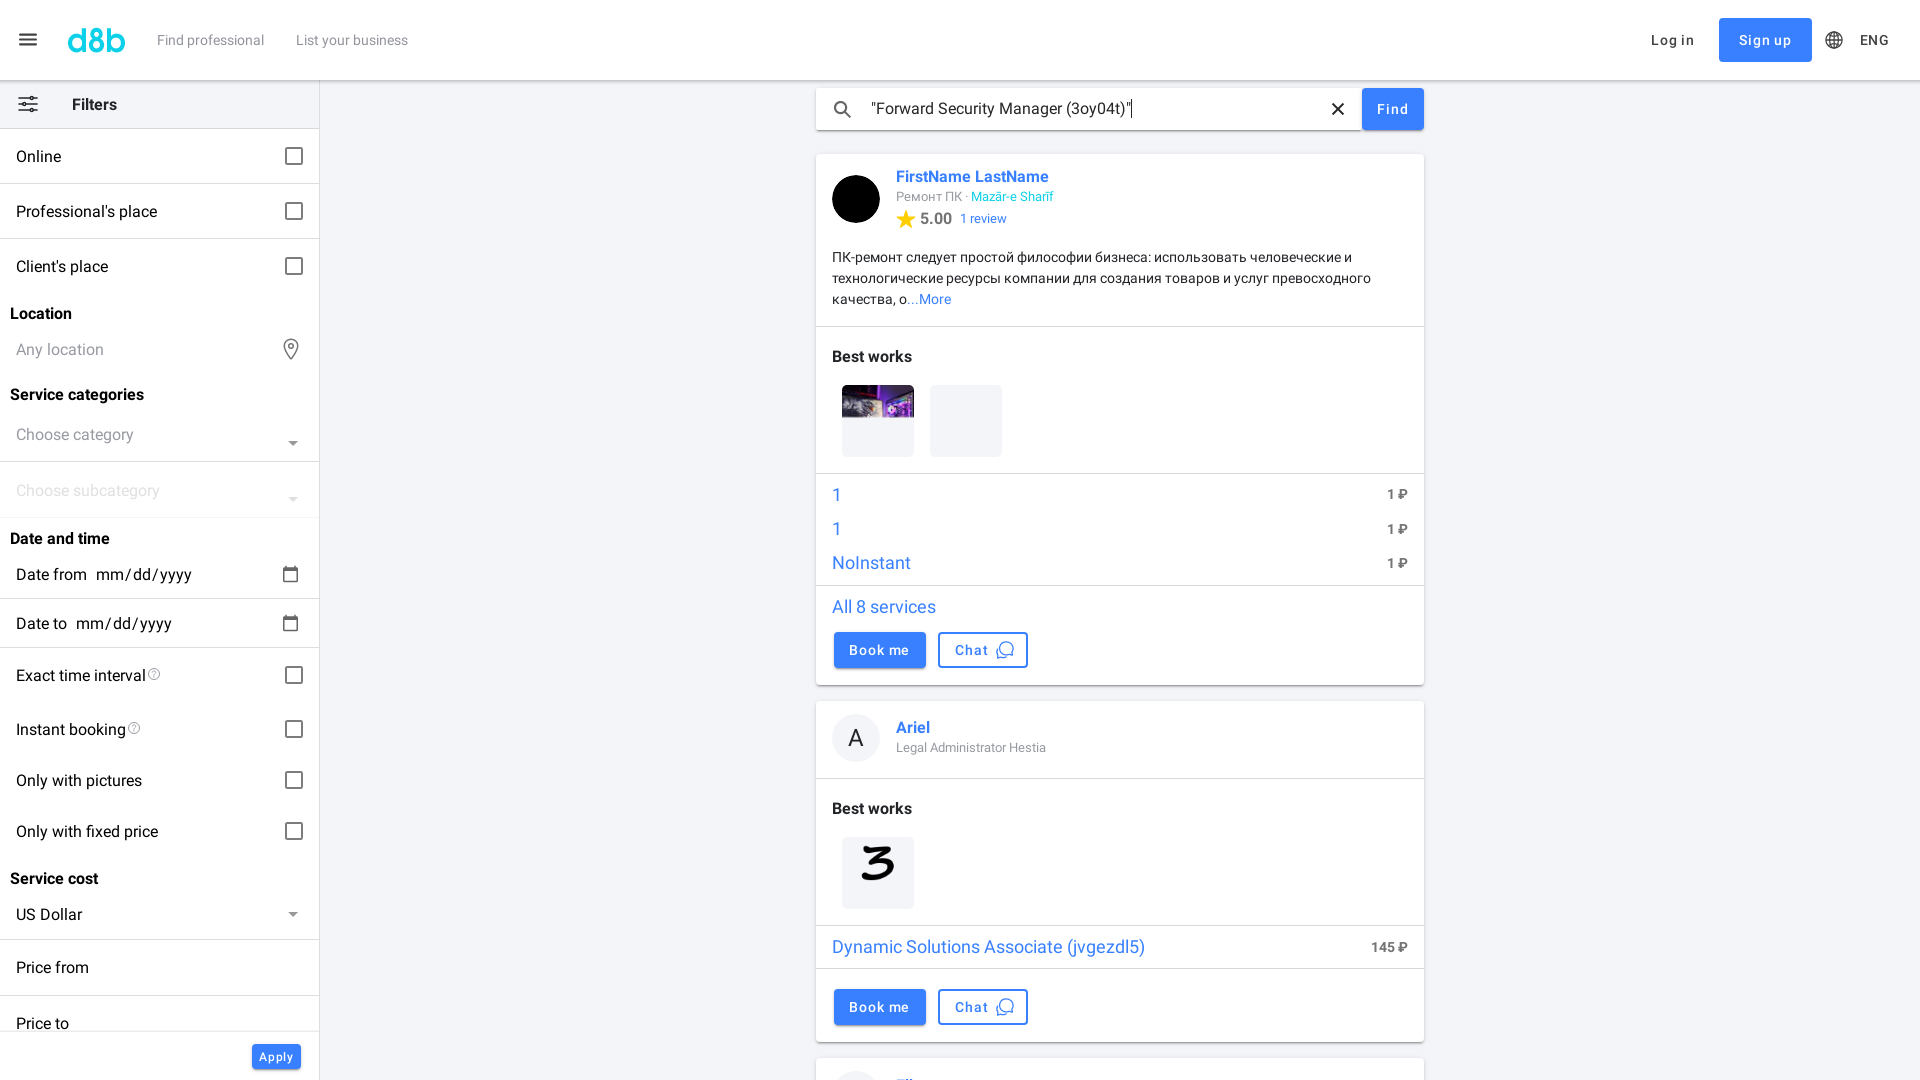 d8b
Find professional
List your business
Log in
Sign up
ENG
Filters
Online
Professional's place
Client's place
Location
Any location
Service categories
Choose category
Choose subcategory
Date and time
Date from mm/dd/yyyy
Date to mm/dd/yyyy
Exact time interval
Instant booking
Only with pictures
Only with fixed price
Service cost
US Dollar
Price from
Price to
Apply
"Forward Security Manager (3oy04t)"
Find
FirstName LastName
Ремонт ПК · Mazār-e Sharīf
5.00 1 review
ПК-ремонт следует простой философии бизнеса: использовать человеческие и
технологические ресурсы компании для создания товаров и услуг превосходного
качества, о...More
Best works
1 1 ₽
1 1 ₽
NoInstant 1 ₽
All 8 services
Book me
Chat
A
Ariel
Legal Administrator Hestia
Best works
3
Dynamic Solutions Associate (jvgezdl5) 145 ₽
Book me
Chat